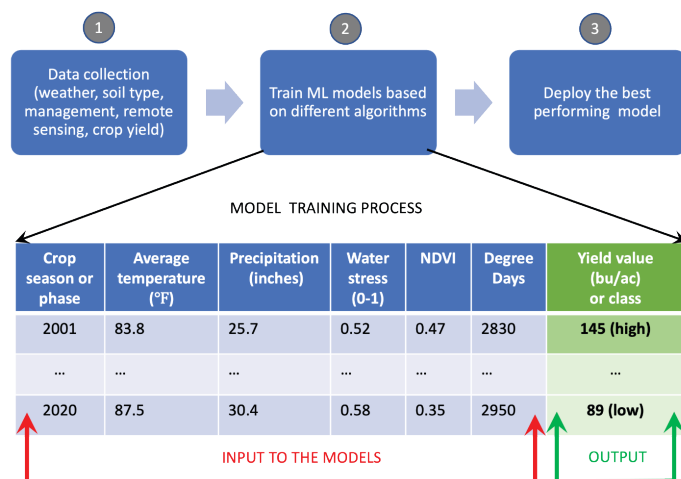 1
2
3
Data collection
(weather, soil type,
management, remote
sensing, crop yield)
Train ML models based
on different algorithms
Deploy the best
performing model
MODEL TRAINING PROCESS
Crop
season or
phase
Average
temperature
(°F)
Precipitation
(inches)
Water
stress
(0-1)
NDVI
Degree
Days
Yield value
(bu/ac)
or class
2001 83.8 25.7 0.52 0.47 2830 145 (high)
... ... ... ... ... ... ...
2020 87.5 30.4 0.58 0.35 2950 89 (low)
INPUT TO THE MODELS
OUTPUT